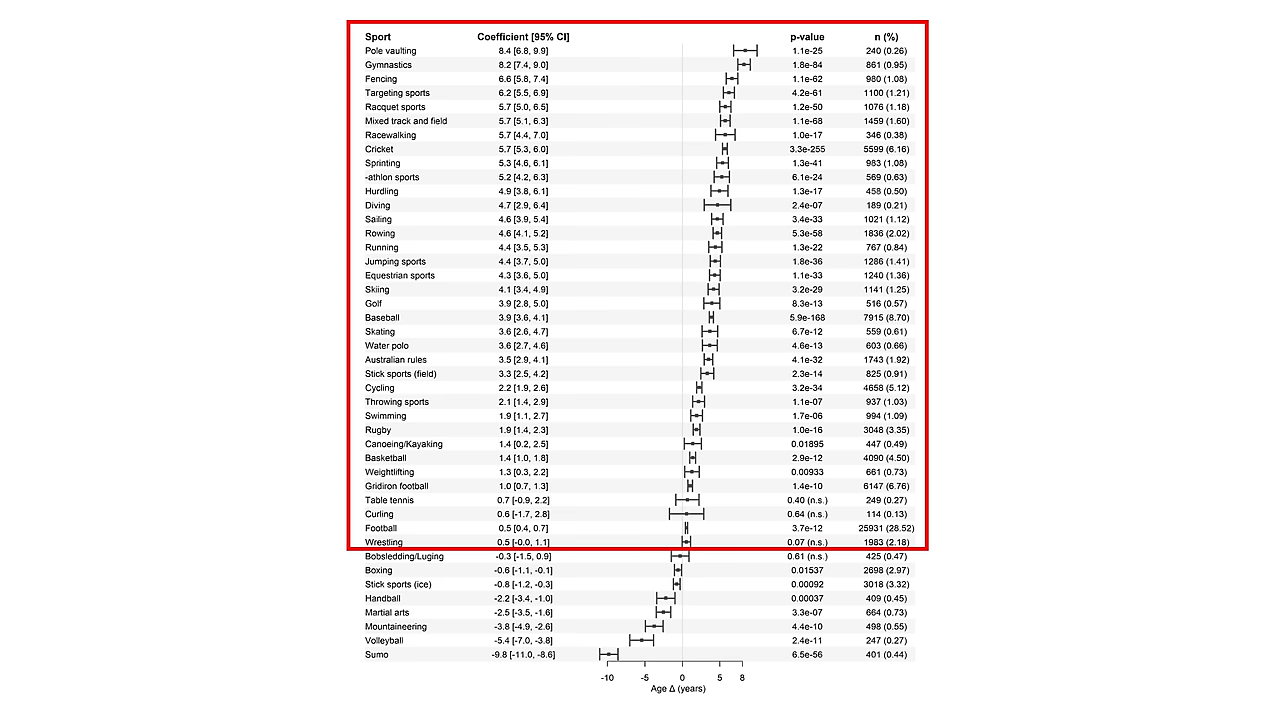 Sport Coefficient [95% CI] p-value n (%)
Pole vaulting 8.4 [6.8, 9.9] 1.1e-25 240 (0.26)
Gymnastics 8.2 [7.4, 9.0] 1.8e-84 861 (0.95)
Fencing 6.6 [5.8, 7.4] 1.1e-62 980 (1.08)
Targeting sports 6.2 [5.5, 6.9] 4.2e-61 1100 (1.21)
Racquet sports 5.7 [5.0, 6.5] 1.2e-50 1076 (1.18)
Mixed track and field 5.7 [5.1, 6.3] 1.1e-68 1459 (1.60)
Racewalking 5.7 [4.4, 7.0] 1.0e-17 346 (0.38)
Cricket 5.7 [5.3, 6.0] 3.3e-255 5599 (6.16)
Sprinting 5.3 [4.6, 6.1] 1.3e-41 983 (1.08)
-athlon sports 5.2 [4.2, 6.3] 6.1e-24 569 (0.63)
Hurdling 4.9 [3.8, 6.1] 1.3e-17 458 (0.50)
Diving 4.7 [2.9, 6.4] 2.4e-07 189 (0.21)
Sailing 4.6 [3.9, 5.4] 3.4e-33 1021 (1.12)
Rowing 4.6 [4.1, 5.2] 5.3e-58 1836 (2.02)
Running 4.4 [3.5, 5.3] 1.3e-22 767 (0.84)
Jumping sports 4.4 [3.7, 5.0] 1.8e-36 1286 (1.41)
Equestrian sports 4.3 [3.6, 5.0] 1.1e-33 1240 (1.36)
Skiing 4.1 [3.4, 4.9] 3.2e-29 1141 (1.25)
Golf 3.9 [2.8, 5.0] 8.3e-13 516 (0.57)
Baseball 3.9 [3.6, 4.1] 5.9e-168 7915 (8.70)
Skating 3.6 [2.6, 4.7] 6.7e-12 559 (0.61)
Water polo 3.6 [2.7, 4.6] 4.6e-13 603 (0.66)
Australian rules 3.5 [2.9, 4.1] 4.1e-32 1743 (1.92)
Stick sports (field) 3.3 [2.5, 4.2] 2.3e-14 825 (0.91)
Cycling 2.2 [1.9, 2.6] 3.2e-34 4658 (5.12)
Throwing sports 2.1 [1.4, 2.9] 1.1e-07 937 (1.03)
Swimming 1.9 [1.1, 2.7] 1.7e-06 994 (1.09)
Rugby 1.9 [1.4, 2.3] 1.0e-16 3048 (3.35)
Canoeing/Kayaking 1.4 [0.2, 2.5] 0.01895 447 (0.49)
Basketball 1.4 [1.0, 1.8] 2.9e-12 4090 (4.50)
Weightlifting 1.3 [0.3, 2.2] 0.00933 661 (0.73)
Gridiron football 1.0 [0.7, 1.3] 1.4e-10 6147 (6.76)
Table tennis 0.7 [-0.9, 2.2] 0.40 (n.s.) 249 (0.27)
Curling 0.6 [-1.7, 2.8] 0.64 (n.s.) 114 (0.13)
Football 0.5 [0.4, 0.7] 3.7e-12 25931 (28.52)
Wrestling 0.5 [-0.0, 1.1] 0.07 (n.s.) 1983 (2.18)
Bobsledding/Luging -0.3 [-1.5, 0.9] 0.61 (n.s.) 425 (0.47)
Boxing -0.6 [-1.1, -0.1] 0.01537 2698 (2.97)
Stick sports (ice) -0.8 [-1.2, -0.3] 0.00092 3018 (3.32)
Handball -2.2 [-3.4, -1.0] 0.00037 409 (0.45)
Martial arts -2.5 [-3.5, -1.6] 3.3e-07 664 (0.73)
Mountaineering -3.8 [-4.9, -2.6] 4.4e-10 498 (0.55)
Volleyball -5.4 [-7.0, -3.8] 2.4e-11 247 (0.27)
Sumo -9.8 [-11.0, -8.6] 6.5e-56 401 (0.44)
-10 -5 0 5 8
Age Δ (years)